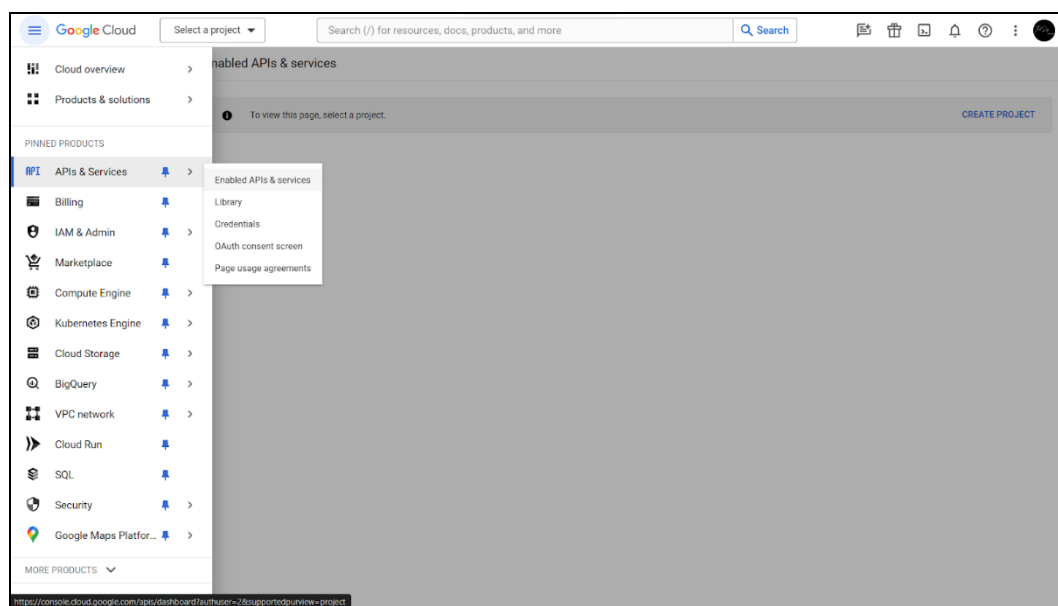 Google Cloud
Select a project
Search (/) for resources, docs, products, and more
Search
Cloud overview
Products & solutions
PINNED PRODUCTS
API APIs & Services
Billing
IAM & Admin
Marketplace
Compute Engine
Kubernetes Engine
Cloud Storage
BigQuery
VPC network
Cloud Run
SQL
Security
Google Maps Platfor...
MORE PRODUCTS
Enabled APIs & services
Library
Credentials
OAuth consent screen
Page usage agreements
nabled APIs & services
To view this page, select a project.
CREATE PROJECT
https://console.cloud.google.com/apis/dashboard?authuser=2&supportedpurview=project